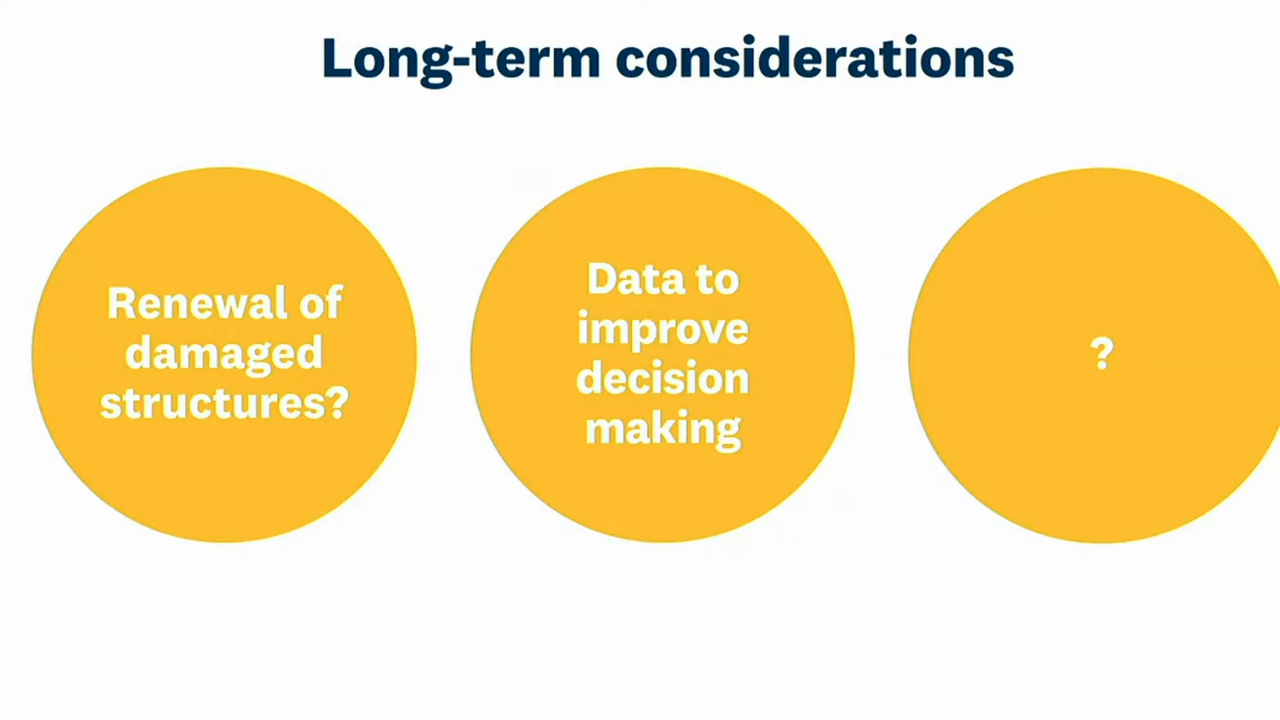 Long-term considerations
Renewal of
damaged
structures?
Data to
improve
decision
making
?